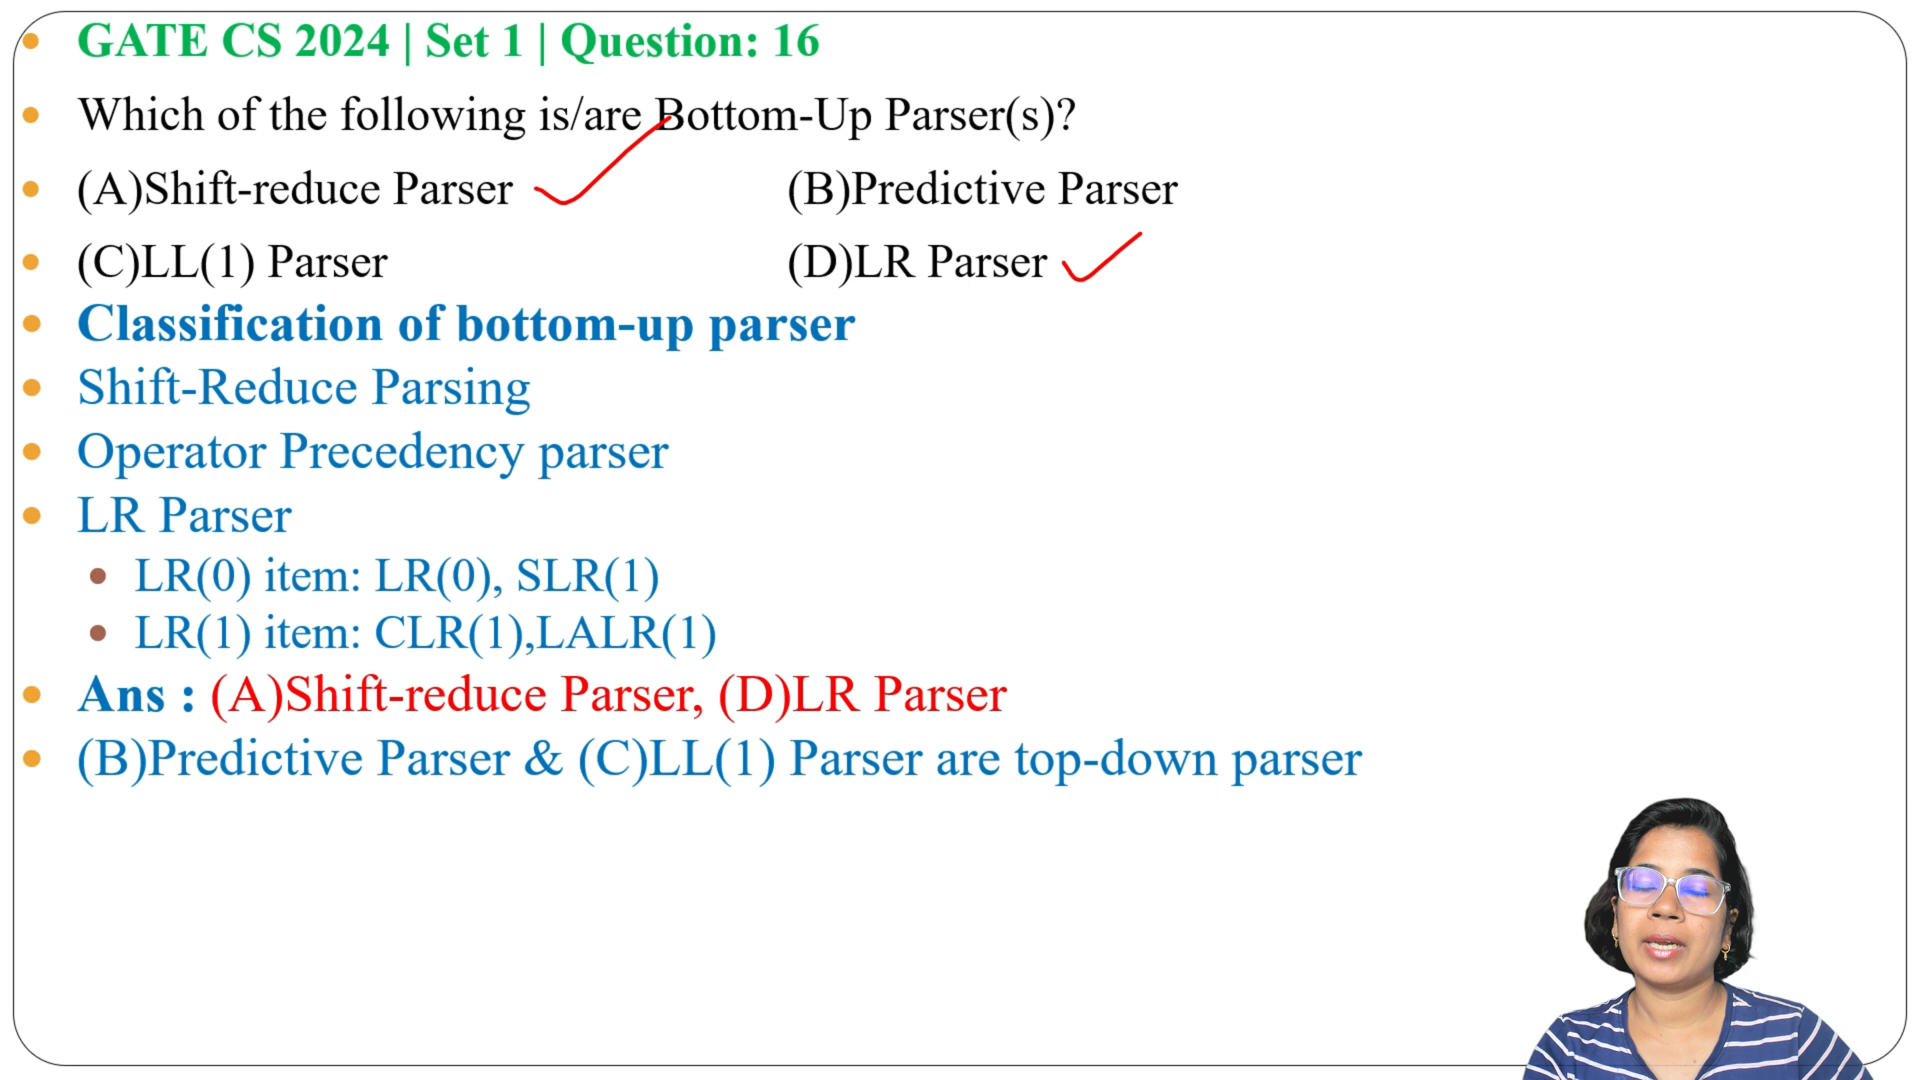 GATE CS 2024 | Set 1 | Question: 16
Which of the following is/are Bottom-Up Parser(s)?
(A)Shift-reduce Parser (B)Predictive Parser
(C)LL(1) Parser (D)LR Parser
Classification of bottom-up parser
Shift-Reduce Parsing
Operator Precedency parser
LR Parser
LR(0) item: LR(0), SLR(1)
LR(1) item: CLR(1),LALR(1)
Ans : (A)Shift-reduce Parser, (D)LR Parser
(B)Predictive Parser & (C)LL(1) Parser are top-down parser